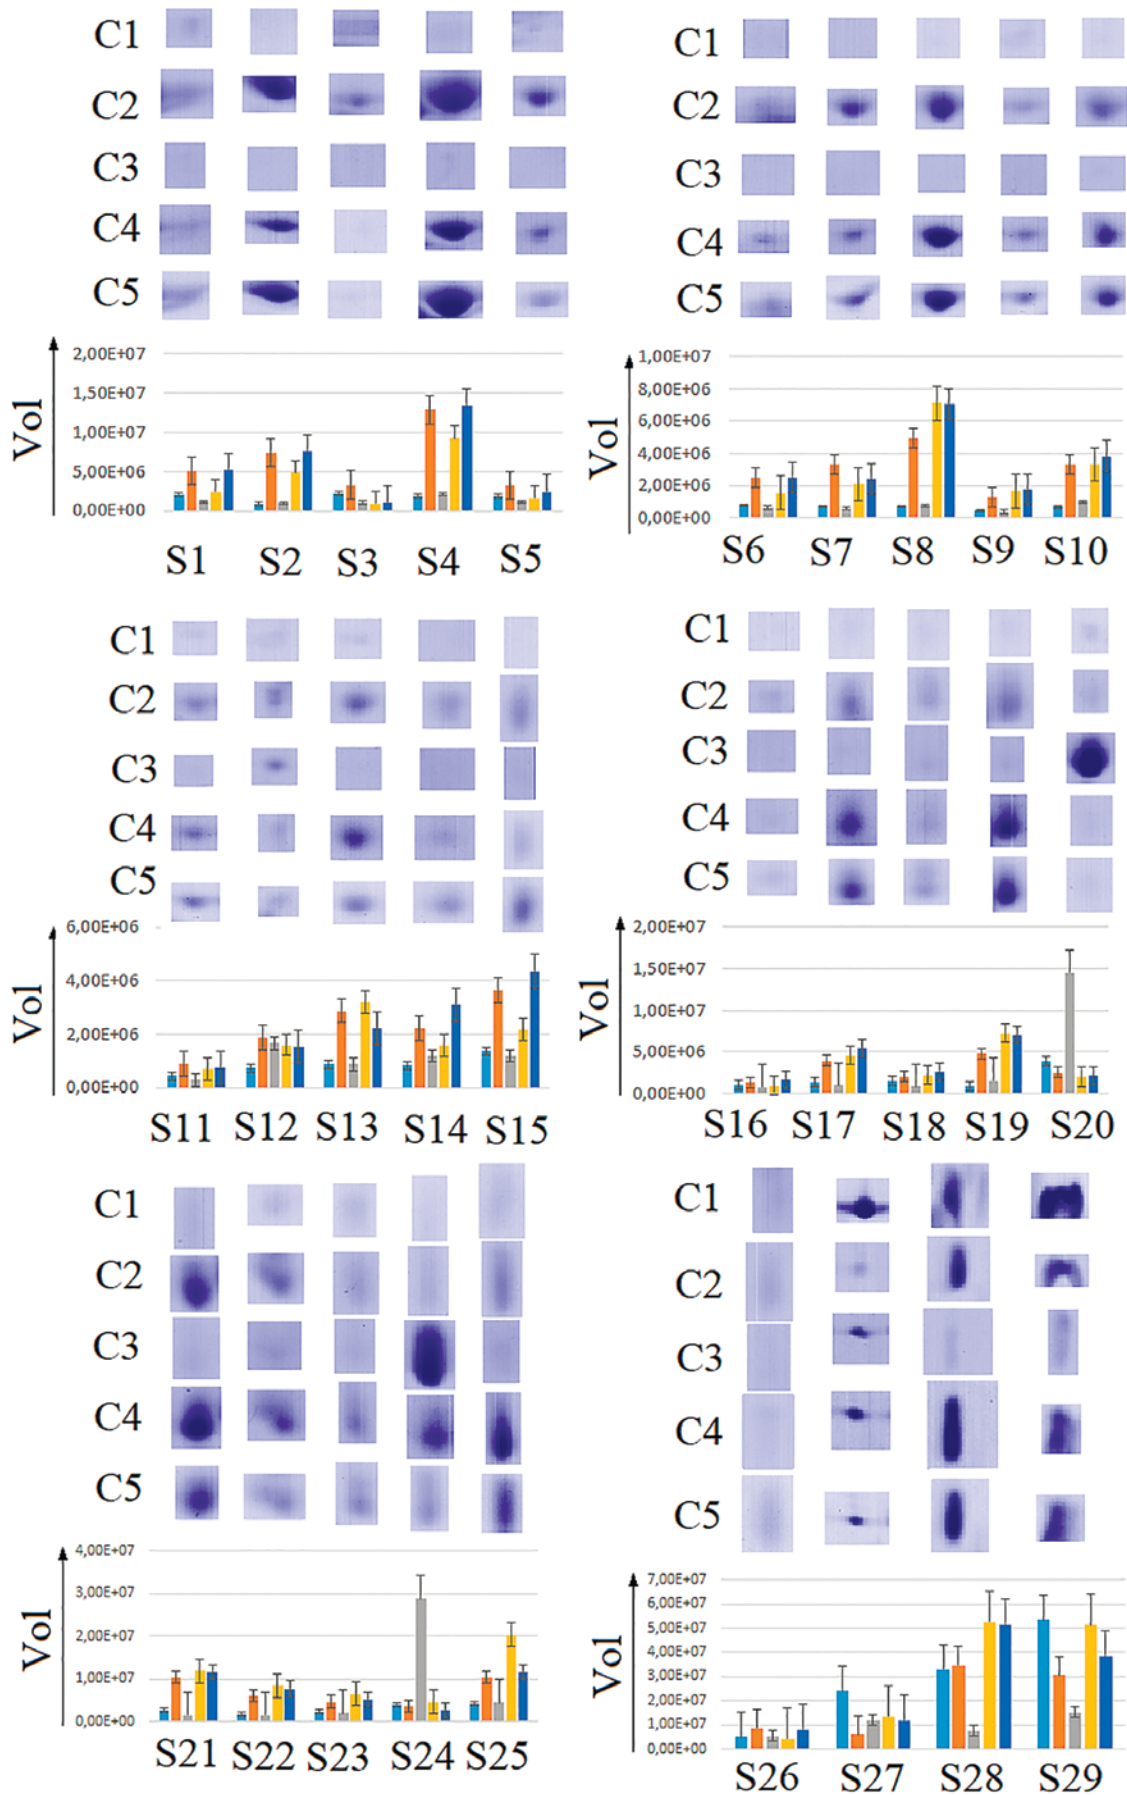 C1
C2
C3
C4
C5
Vol
2,00E+07
1,50E+07
1,00E+07
5,00E+06
0,00E+00
S1 S2 S3 S4 S5
C1
C2
C3
C4
C5
Vol
1,00E+07
8,00E+06
6,00E+06
4,00E+06
2,00E+06
0,00E+00
S6 S7 S8 S9 S10
C1
C2
C3
C4
C5
Vol
6,00E+06
4,00E+06
2,00E+06
0,00E+00
S11 S12 S13 S14 S15
C1
C2
C3
C4
C5
Vol
2,00E+07
1,50E+07
1,00E+07
5,00E+06
0,00E+00
S16 S17 S18 S19 S20
C1
C2
C3
C4
C5
Vol
4,00E+07
3,00E+07
2,00E+07
1,00E+07
0,00E+00
S21 S22 S23 S24 S25
C1
C2
C3
C4
C5
Vol
7,00E+07
6,00E+07
5,00E+07
4,00E+07
3,00E+07
2,00E+07
1,00E+07
0,00E+00
S26 S27 S28 S29